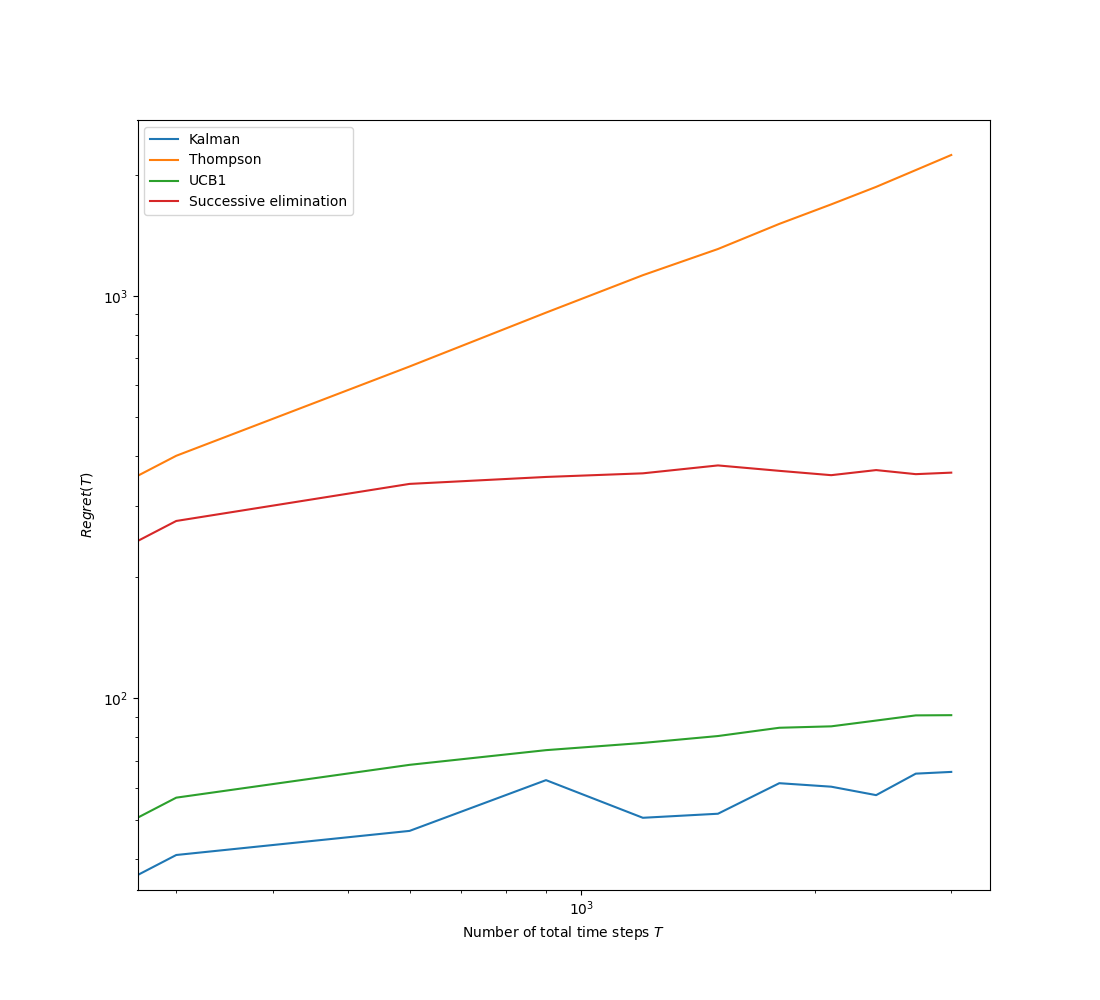 Kalman
Thompson
UCB1
Successive elimination
10³
10²
Regret(T)
10³
Number of total time steps T